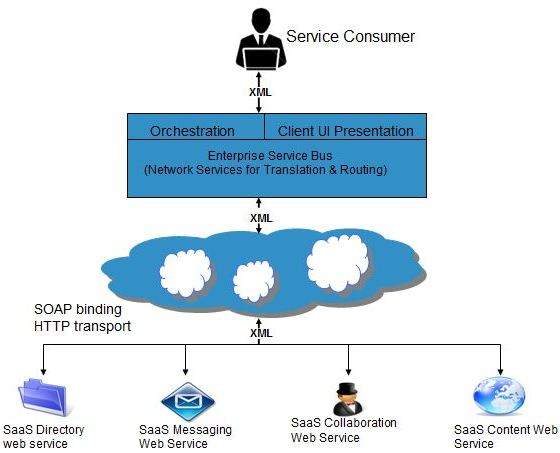 Service Consumer
XML
Orchestration
Client UI Presentation
Enterprise Service Bus
(Network Services for Translation & Routing)
XML
SOAP binding
HTTP transport
XML
SaaS Directory
web service
SaaS Messaging
Web Service
SaaS Collaboration
Web Service
SaaS Content Web
Service